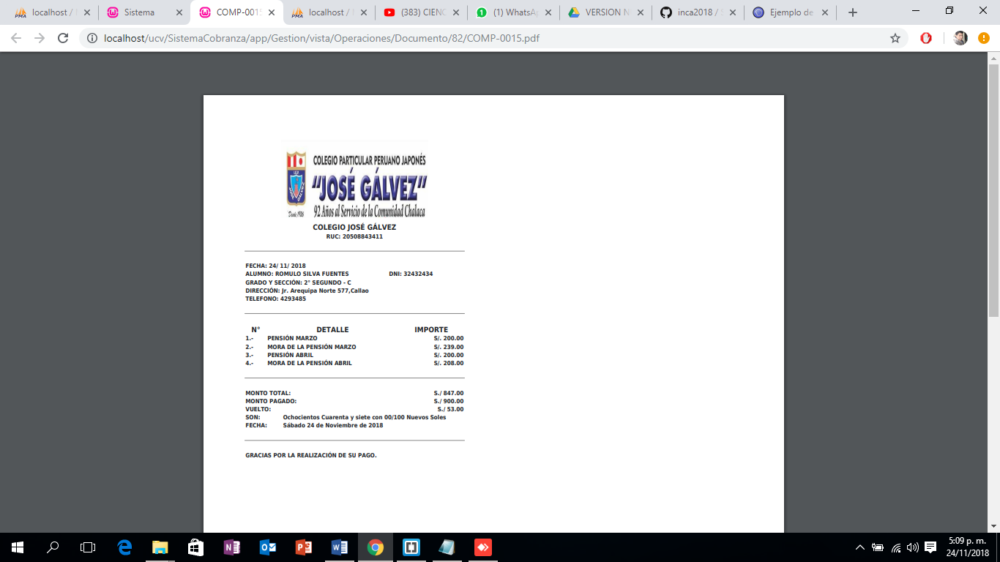 localhost /
Sistema
COMP-0015
localhost /
(383) CIENC
(1) WhatsAp
VERSION N
inca2018 /
Ejemplo de
localhost/ucv/SistemaCobranza/app/Gestion/vista/Operaciones/Documento/82/COMP-0015.pdf
COLEGIO PARTICULAR PERUANO JAPONÉS
“JOSÉ GÁLVEZ”
Desde 1926
92 Años al Servicio de la Comunidad Chalaca
COLEGIO JOSÉ GÁLVEZ
RUC: 20508843411
FECHA: 24/ 11/ 2018
ALUMNO: ROMULO SILVA FUENTES DNI: 32432434
GRADO Y SECCIÓN: 2° SEGUNDO - C
DIRECCIÓN: Jr. Arequipa Norte 577,Callao
TELEFONO: 4293485
N° DETALLE IMPORTE
1.- PENSIÓN MARZO S/. 200.00
2.- MORA DE LA PENSIÓN MARZO S/. 239.00
3.- PENSIÓN ABRIL S/. 200.00
4.- MORA DE LA PENSIÓN ABRIL S/. 208.00
MONTO TOTAL: S./ 847.00
MONTO PAGADO: S./ 900.00
VUELTO: S./ 53.00
SON: Ochocientos Cuarenta y siete con 00/100 Nuevos Soles
FECHA: Sábado 24 de Noviembre de 2018
GRACIAS POR LA REALIZACIÓN DE SU PAGO.
5:09 p. m.
24/11/2018